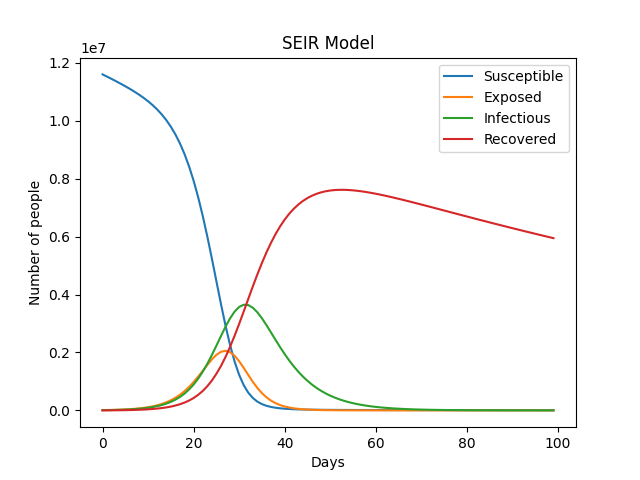 SEIR Model
1e7
1.2
1.0
0.8
0.6
0.4
0.2
0.0
Number of people
Susceptible
Exposed
Infectious
Recovered
0 20 40 60 80 100
Days